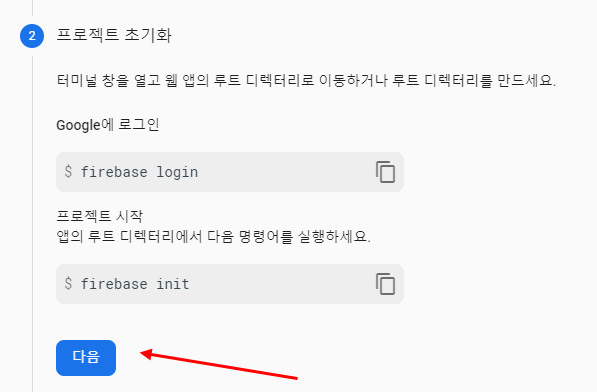 2 프로젝트 초기화
터미널 창을 열고 웹 앱의 루트 디렉터리로 이동하거나 루트 디렉터리를 만드세요.
Google에 로그인
$ firebase login
프로젝트 시작
앱의 루트 디렉터리에서 다음 명령어를 실행하세요.
$ firebase init
다음